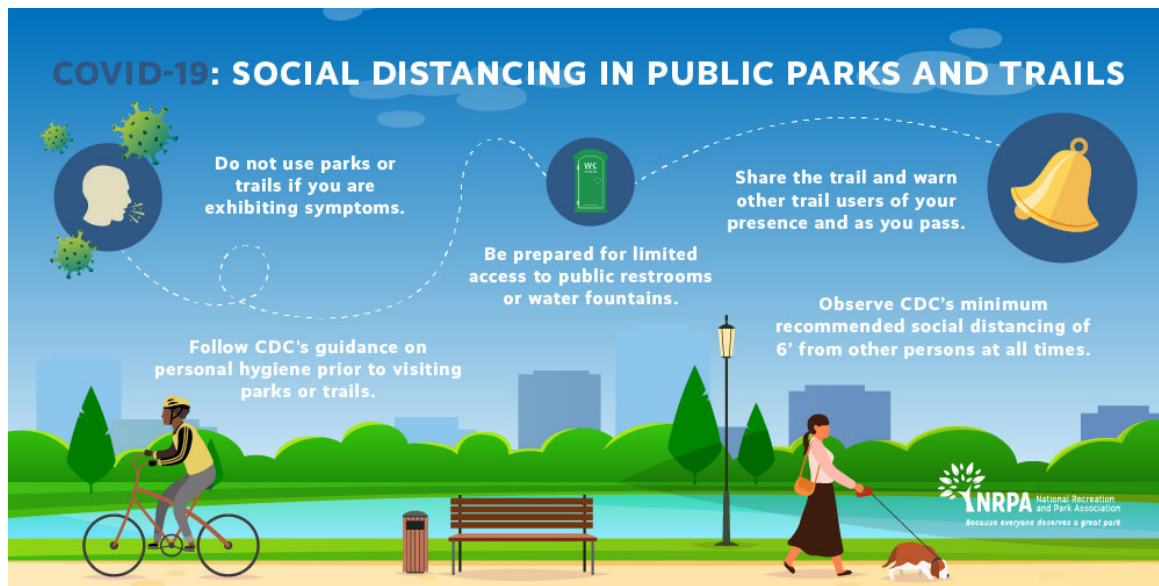 COVID-19: SOCIAL DISTANCING IN PUBLIC PARKS AND TRAILS
Do not use parks or
trails if you are
exhibiting symptoms.
Follow CDC's guidance on
personal hygiene prior to visiting
parks or trails.
WC
Be prepared for limited
access to public restrooms
or water fountains.
Share the trail and warn
other trail users of your
presence and as you pass.
Observe CDC's minimum
recommended social distancing of
6' from other persons at all times.
NRPA National Recreation
and Park Association
Because everyone deserves a great park